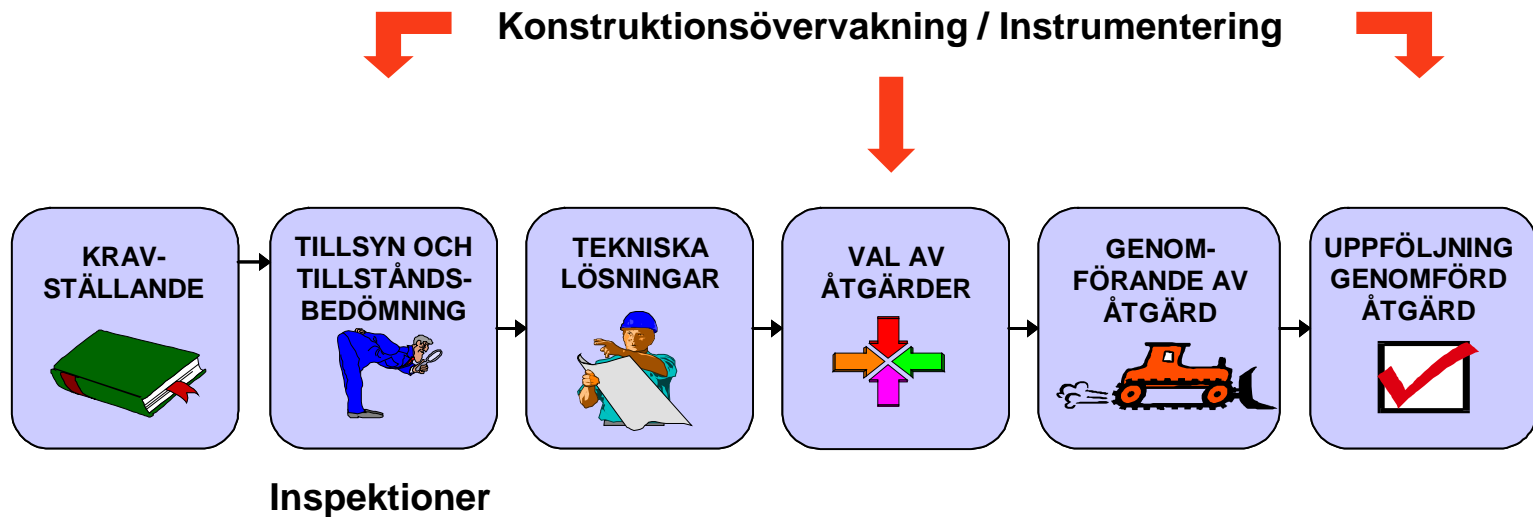 Konstruktionsövervakning / Instrumentering
KRAV-
STÄLLANDE
TILLSYN OCH
TILLSTÅNDS-
BEDÖMNING
TEKNISKA
LÖSNINGAR
VAL AV
ÅTGÄRDER
GENOM-
FÖRANDE AV
ÅTGÄRD
UPPFÖLJNING
GENOMFÖRD
ÅTGÄRD
Inspektioner